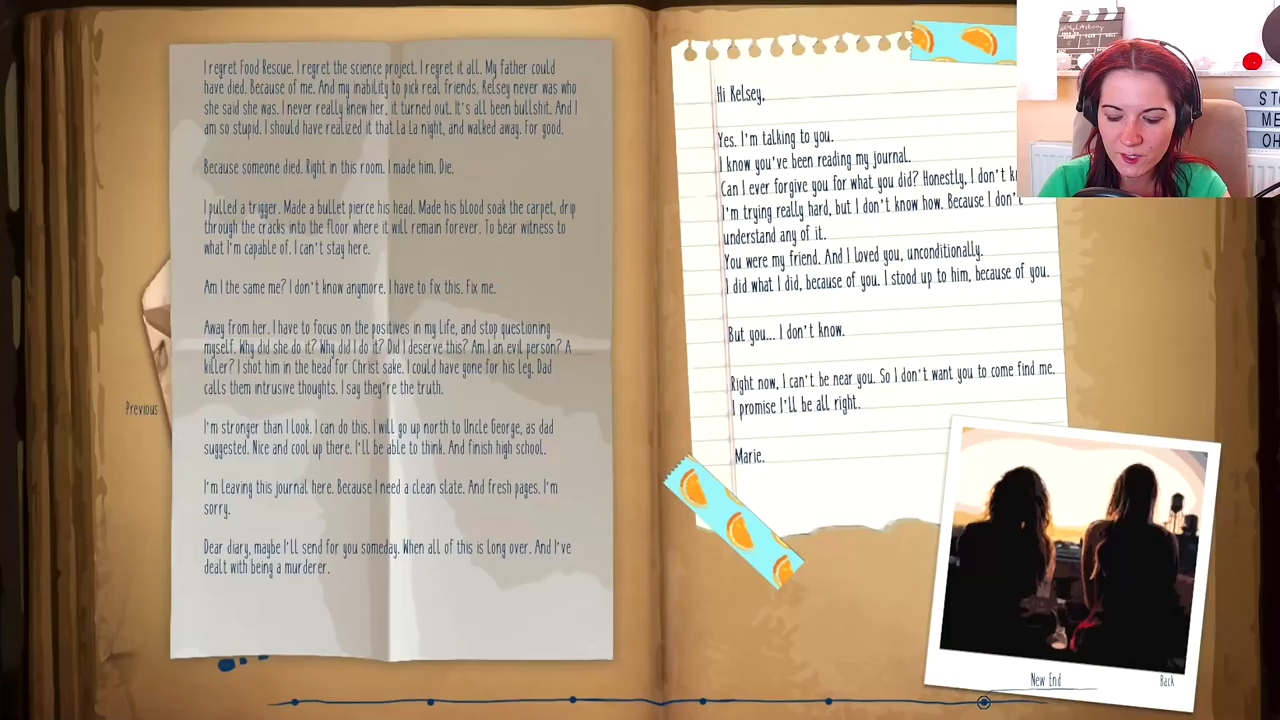 I regret Food Rescue. I regret the science project. I regret it all. My father could
have died. Because of me. And my inability to pick real friends. Kelsey never was who
she said she was. I never really knew her, it turned out. It's all been bullshit. And I
am so stupid. I should have realized it that La La night, and walked away. For good.
Because someone died. Right in this room. I made him. Die.
I pulled a trigger. Made a bullet pierce his head. Made his blood soak the carpet, drip
through the cracks into the floor where it will remain forever. To bear witness to
what I'm capable of. I can't stay here.
Am I the same me? I don't know anymore. I have to fix this. Fix me.
Away from her. I have to focus on the positives in my life, and stop questioning
myself. Why did she do it? Why did I do it? Did I deserve this? Am I an evil person? A
killer? I shot him in the head for Christ sake. I could have gone for his leg. Dad
calls them intrusive thoughts. I say they're the truth.
I'm stronger than I look. I can do this. I will go up north to Uncle George, as dad
suggested. Nice and cool up there. I'll be able to think. And finish high school.
I'm leaving this journal here. Because I need a clean slate. And fresh pages. I'm
sorry.
Dear diary, maybe I'll send for you someday. When all of this is long over. And I've
dealt with being a murderer.
Previous
Hi Kelsey,
Yes. I'm talking to you.
I know you've been reading my journal.
Can I ever forgive you for what you did? Honestly, I don't
I'm trying really hard, but I don't know how. Because I don't
understand any of it.
You were my friend. And I loved you, unconditionally.
I did what I did, because of you. I stood up to him, because of you.
But you... I don't know.
Right now, I can't be near you. So I don't want you to come find me.
I promise I'll be all right.
Marie.
New End
Back